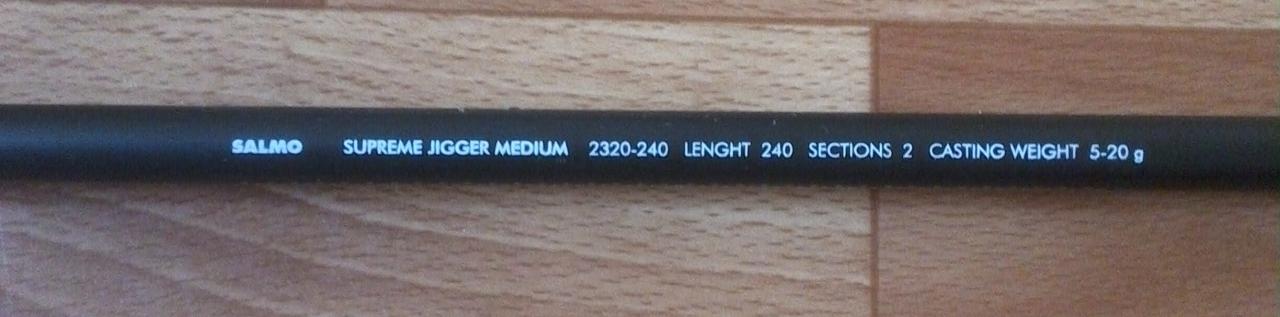 SALMO SUPREME JIGGER MEDIUM 2320-240 LENGHT 240 SECTIONS 2 CASTING WEIGHT 5-20 g